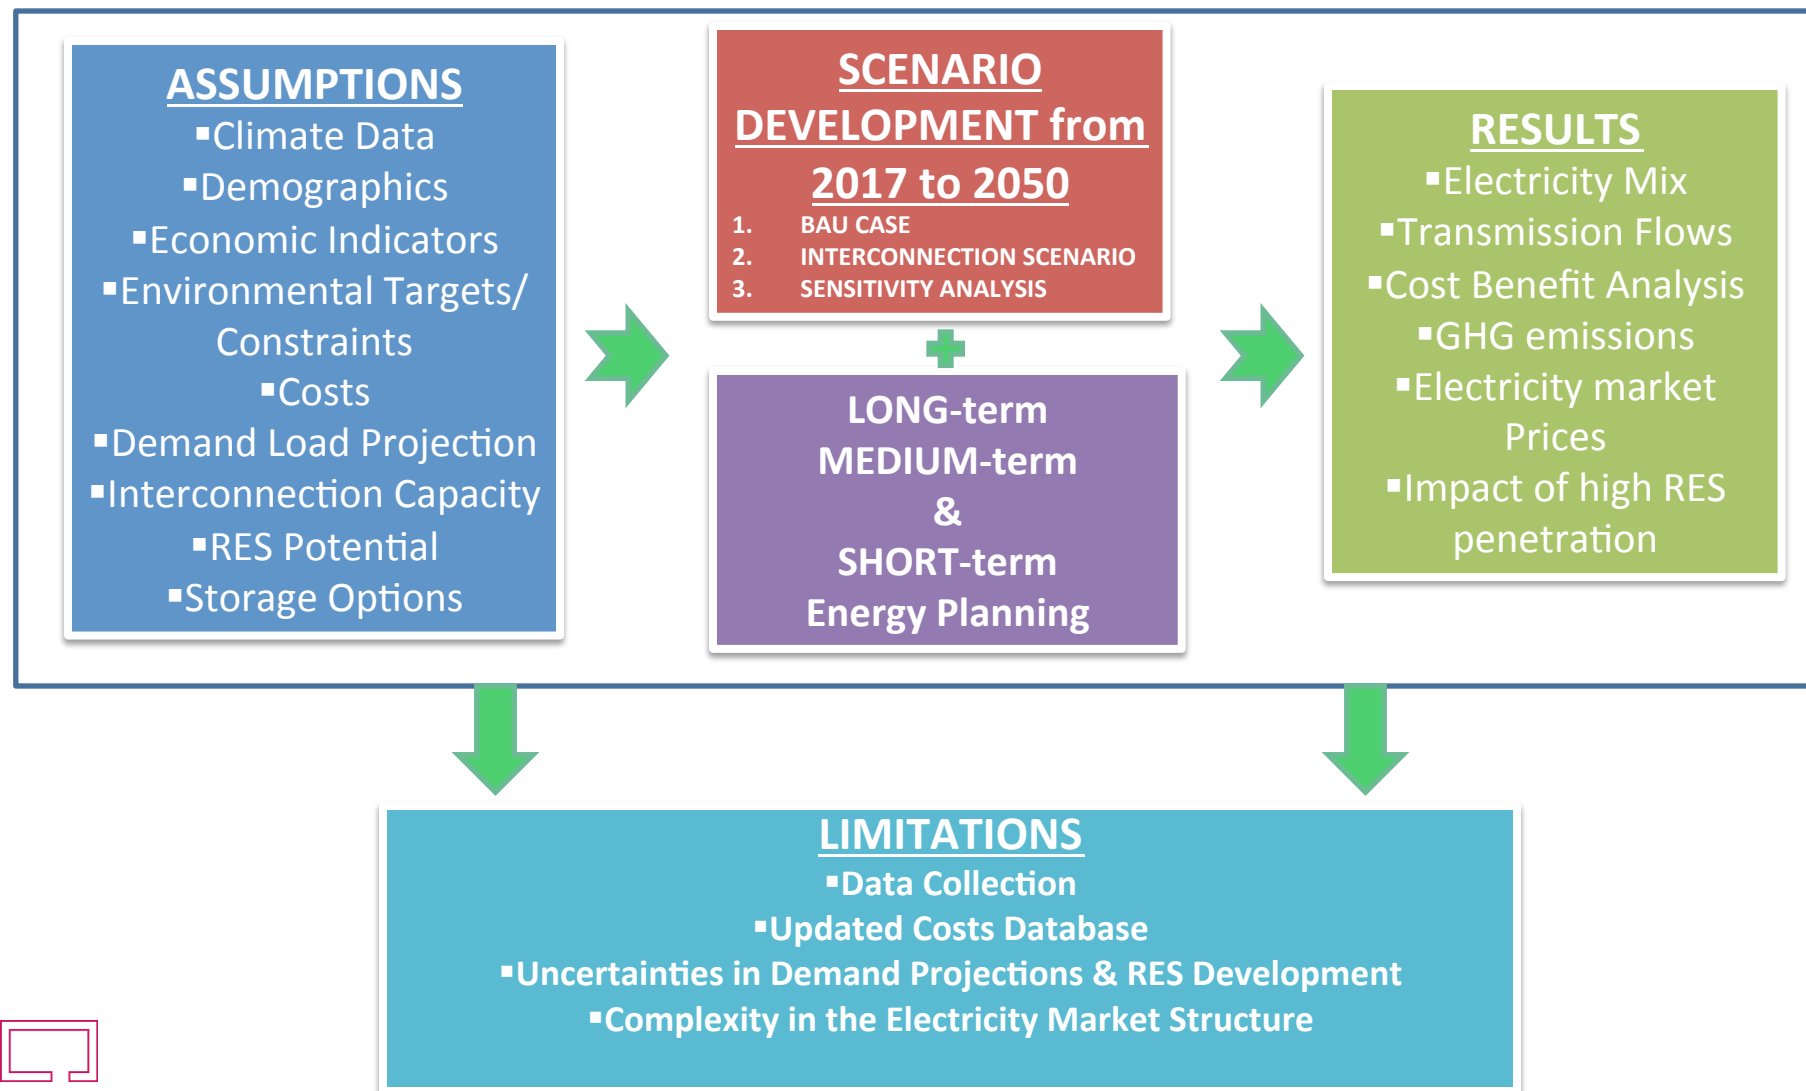 ASSUMPTIONS
▪Climate Data
▪Demographics
▪Economic Indicators
▪Environmental Targets/
Constraints
▪Costs
▪Demand Load Projection
▪Interconnection Capacity
▪RES Potential
▪Storage Options
SCENARIO
DEVELOPMENT from
2017 to 2050
1. BAU CASE
2. INTERCONNECTION SCENARIO
3. SENSITIVITY ANALYSIS
LONG-term
MEDIUM-term
&
SHORT-term
Energy Planning
RESULTS
▪Electricity Mix
▪Transmission Flows
▪Cost Benefit Analysis
▪GHG emissions
▪Electricity market
Prices
▪Impact of high RES
penetration
LIMITATIONS
▪Data Collection
▪Updated Costs Database
▪Uncertainties in Demand Projections & RES Development
▪Complexity in the Electricity Market Structure